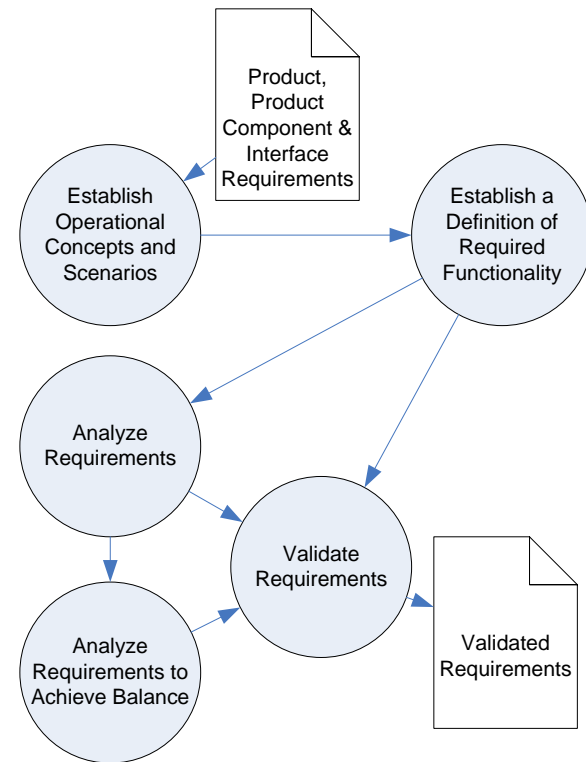 Product,
Product
Component &
Interface
Requirements
Establish
Operational
Concepts and
Scenarios
Establish a
Definition of
Required
Functionality
Analyze
Requirements
Validate
Requirements
Analyze
Requirements to
Achieve Balance
Validated
Requirements